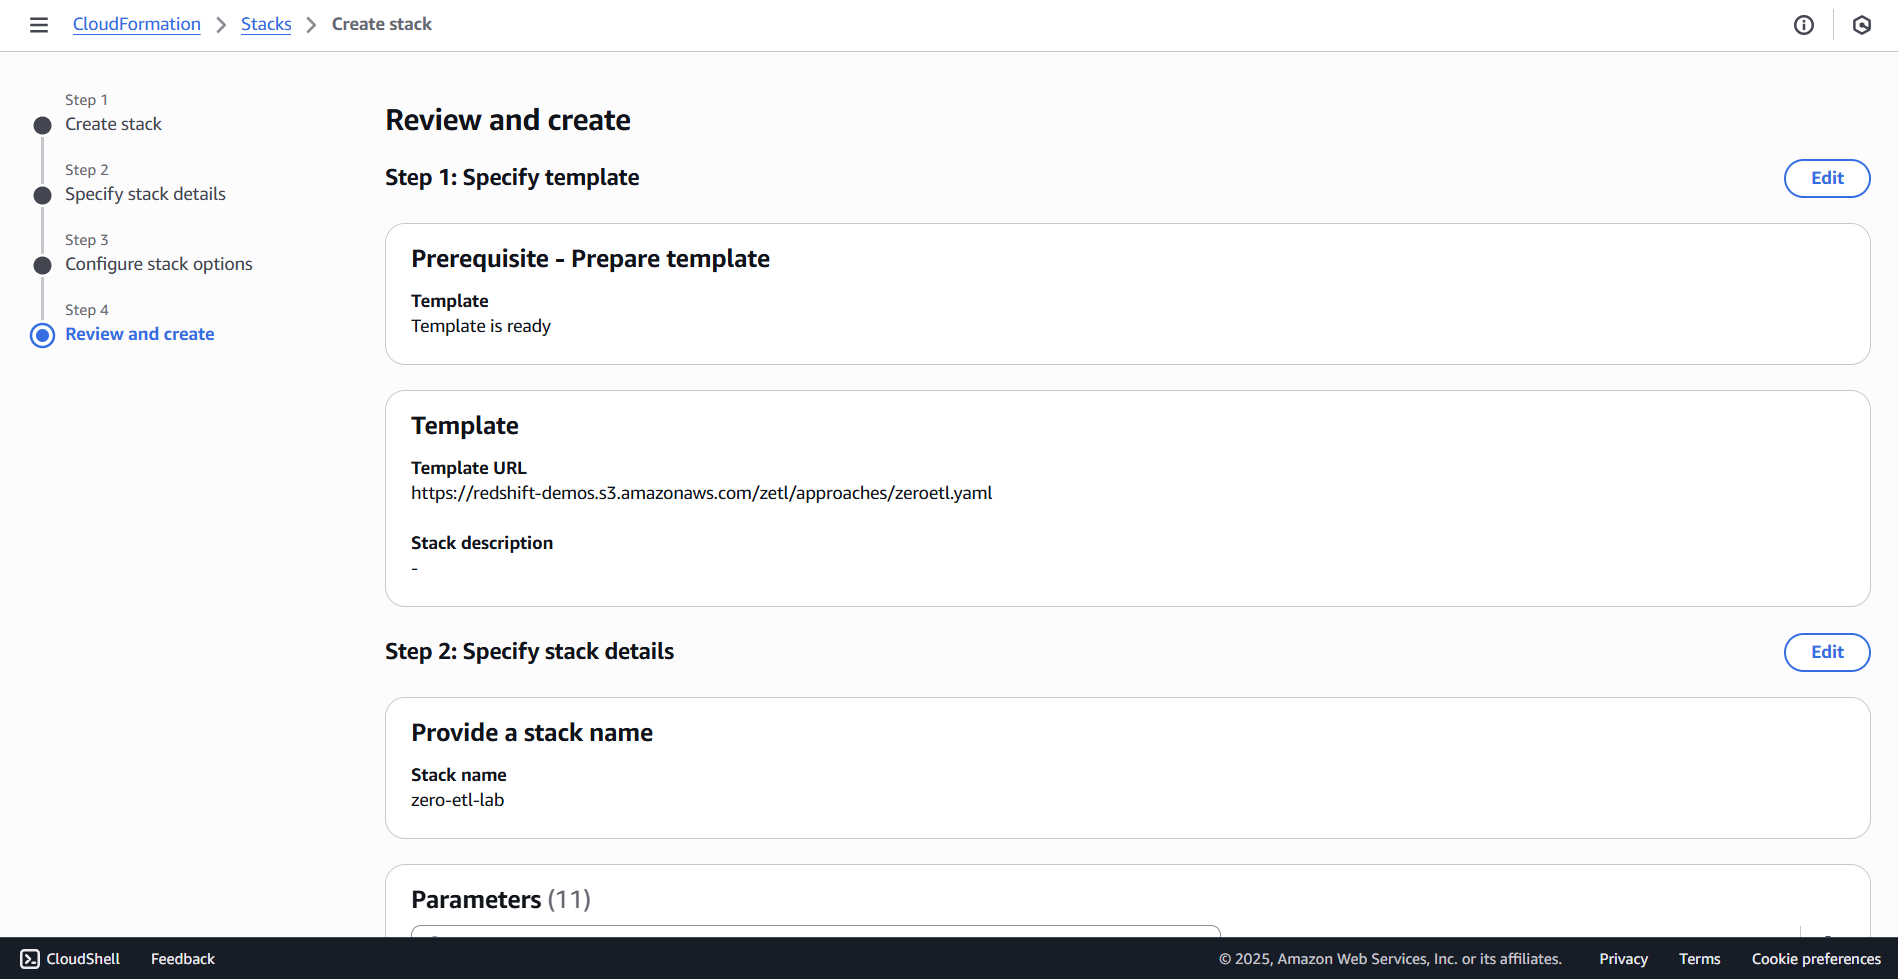 CloudFormation > Stacks > Create stack
Step 1
Create stack
Step 2
Specify stack details
Step 3
Configure stack options
Step 4
Review and create
Review and create
Step 1: Specify template
Edit
Prerequisite - Prepare template
Template
Template is ready
Template
Template URL
https://redshift-demos.s3.amazonaws.com/zetl/approaches/zeroetl.yaml
Stack description
-
Step 2: Specify stack details
Edit
Provide a stack name
Stack name
zero-etl-lab
Parameters (11)
CloudShell Feedback © 2025, Amazon Web Services, Inc. or its affiliates. Privacy Terms Cookie preferences